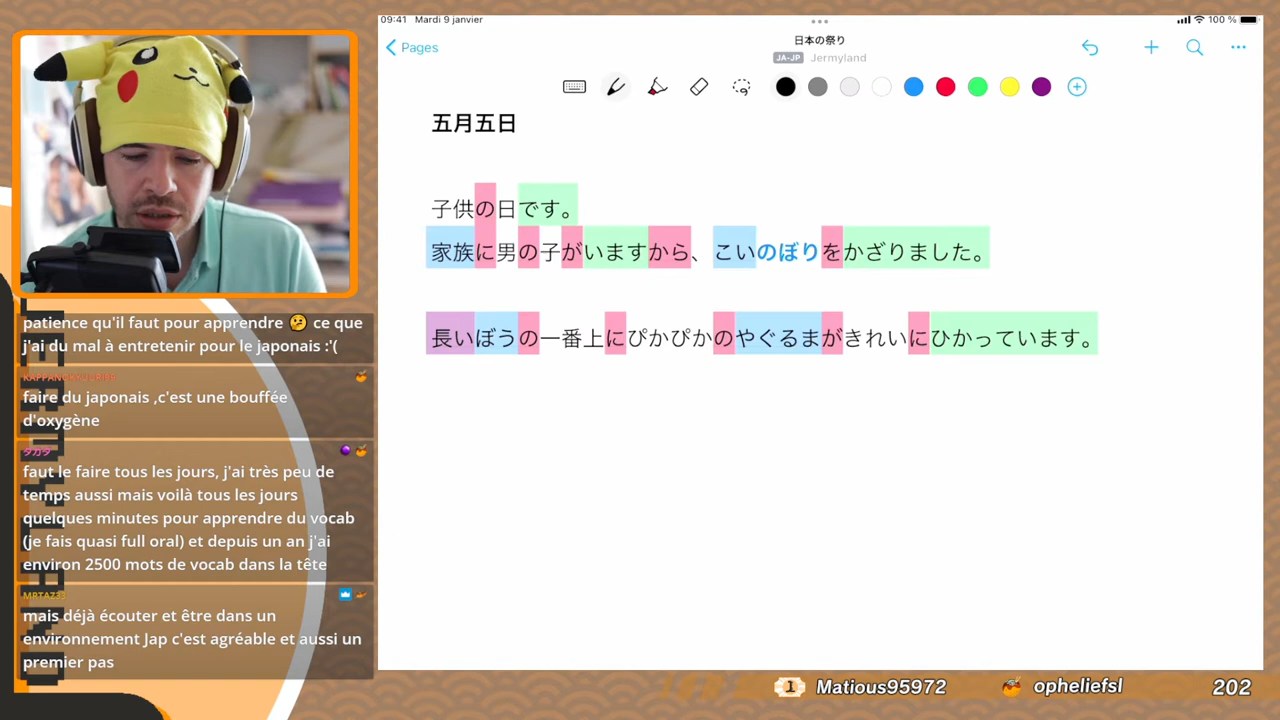 09:41 Mardi 9 janvier
100 %
Pages
日本の祭り
JA-JP Jermyland
五月五日
子供の日です。
家族に男の子がいますから、こいのぼりをかざりました。
長いぼうの一番上にぴかぴかのやぐるまがきれいにひかっています。
patience qu'il faut pour apprendre 🤔 ce que
j'ai du mal à entretenir pour le japonais :'(
faire du japonais ,c'est une bouffée
d'oxygène
タカダ
faut le faire tous les jours, j'ai très peu de
temps aussi mais voilà tous les jours
quelques minutes pour apprendre du vocab
(je fais quasi full oral) et depuis un an j'ai
environ 2500 mots de vocab dans la tête
MRTAZ33
mais déjà écouter et être dans un
environnement Jap c'est agréable et aussi un
premier pas
1 Matious95972 opheliefsl 202